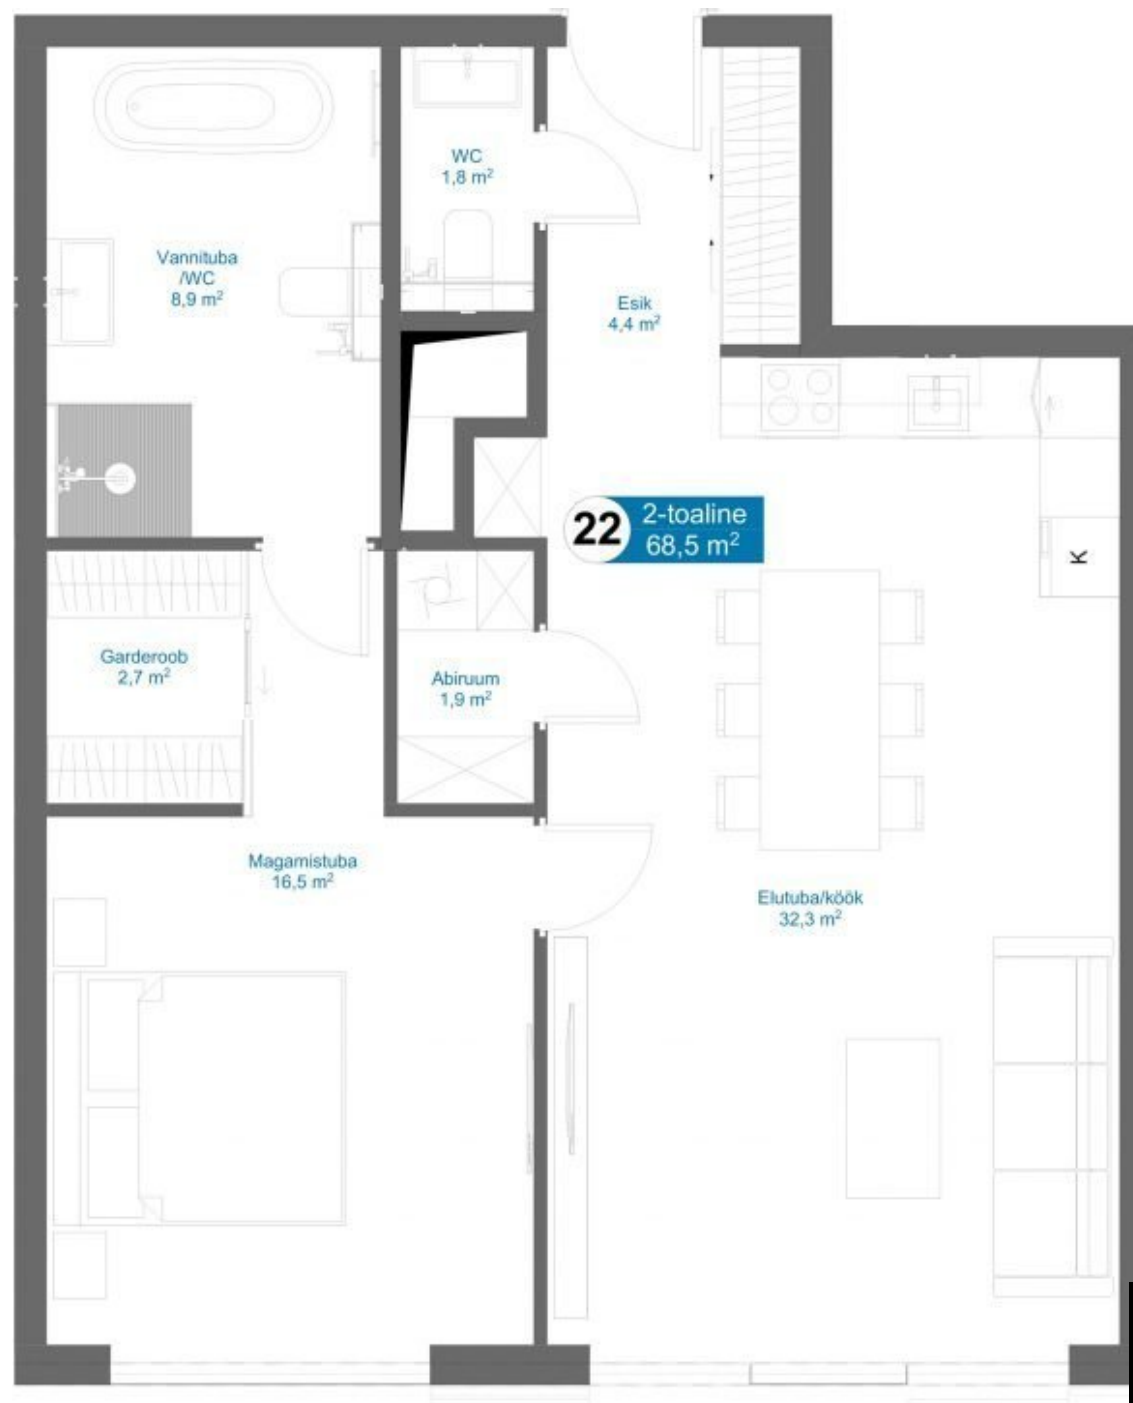 WC
1,8 m²
Vannituba
/WC
8,9 m²
Esik
4,4 m²
22
2-toaline
68,5 m²
K
Garderoob
2,7 m²
Abiruum
1,9 m²
Magamistuba
16,5 m²
Elutuba/köök
32,3 m²